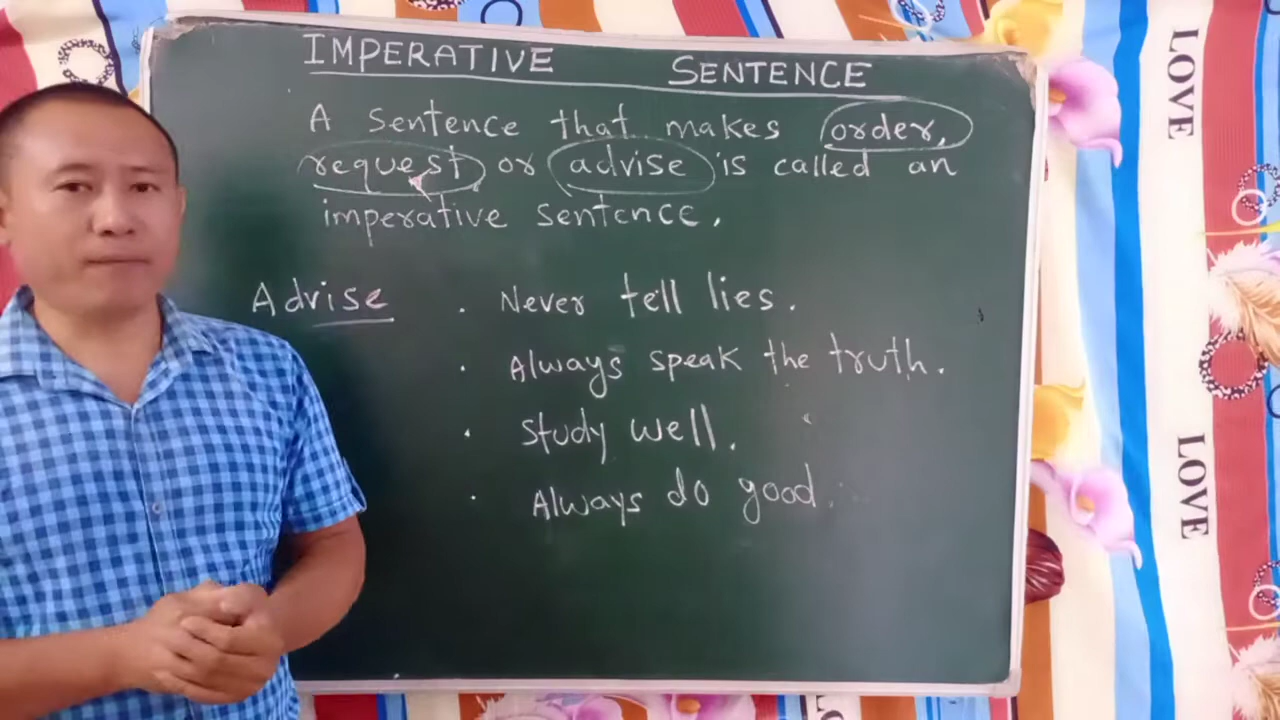 IMPERATIVE SENTENCE
A sentence that makes order,
request or advise is called an
imperative sentence.
Advise . Never tell lies.
. Always speak the truth.
. Study well.
. Always do good.
LOVE
LOVE